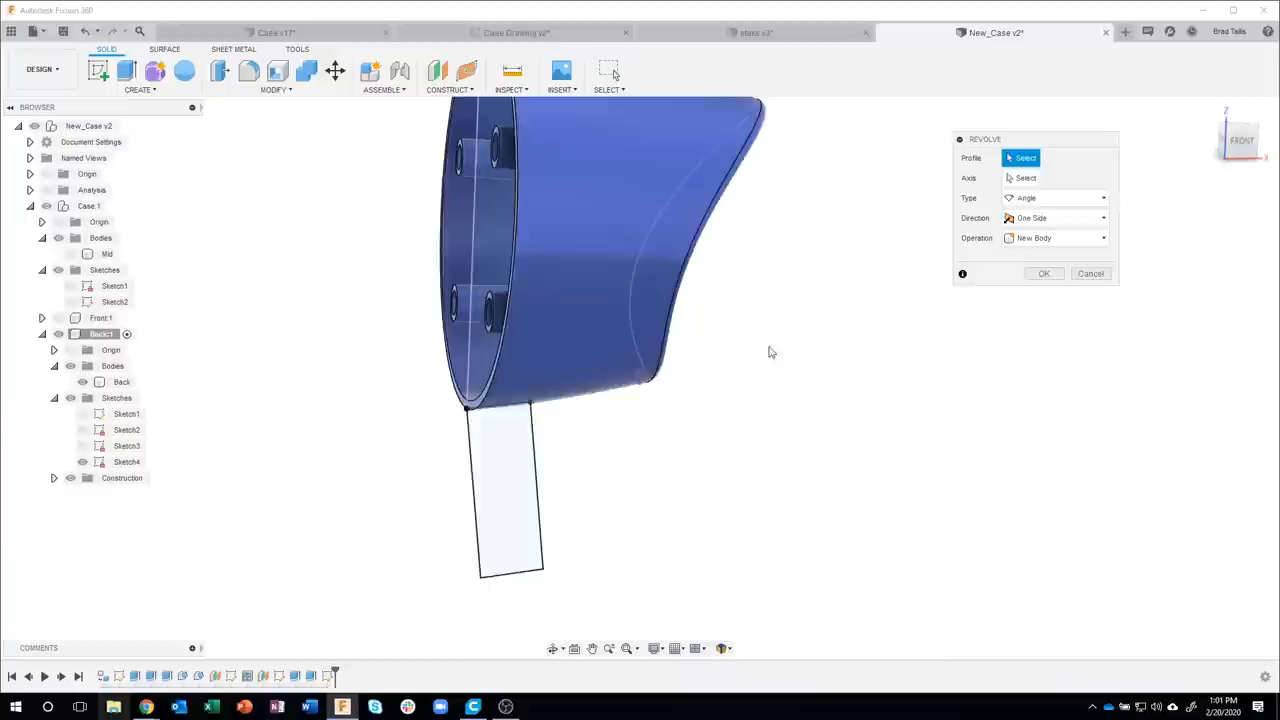 Autodesk Fusion 360
Case v17*
Case Drawing v2*
stake v3*
New_Case v2*
Brad Tallis
DESIGN
SOLID SURFACE SHEET METAL TOOLS
CREATE MODIFY ASSEMBLE CONSTRUCT INSPECT INSERT SELECT
BROWSER
New_Case v2
Document Settings
Named Views
Origin
Analysis
Case:1
Origin
Bodies
Mid
Sketches
Sketch1
Sketch2
Front:1
Back:1
Origin
Bodies
Back
Sketches
Sketch1
Sketch2
Sketch3
Sketch4
Construction
REVOLVE
Profile Select
Axis Select
Type Angle
Direction One Side
Operation New Body
OK Cancel
Z
FRONT
X
COMMENTS
1:01 PM
2/20/2020